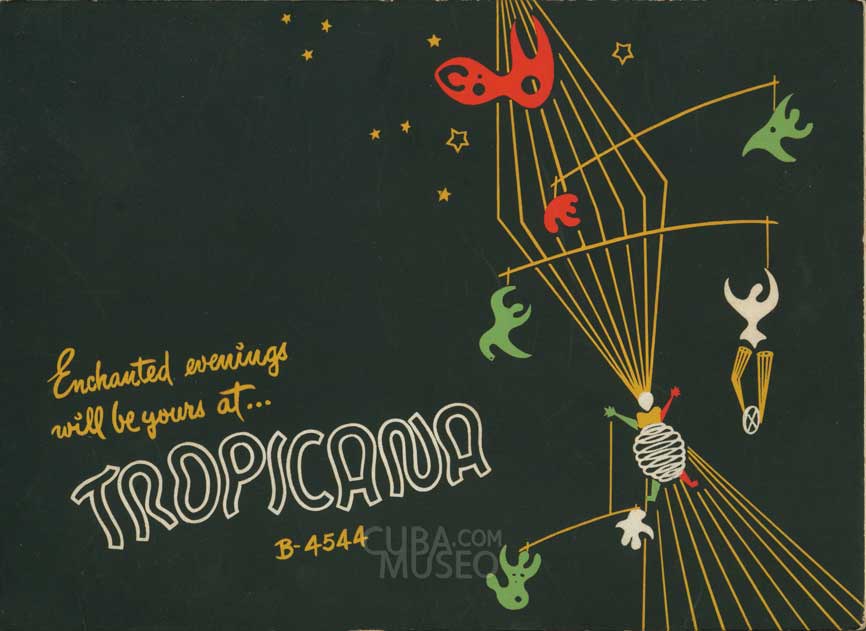 Enchanted evenings
will be yours at...
TROPICANA
B-4544
CUBA.COM
MUSEO